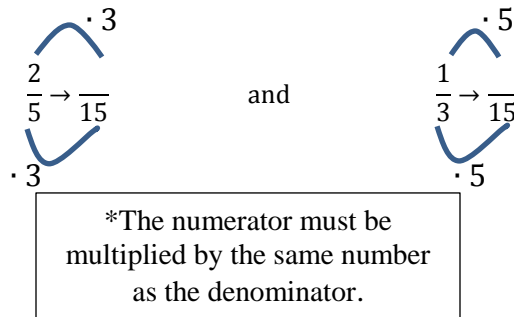 · 3 · 5
2/5 → /15 and 1/3 → /15
· 3 · 5
*The numerator must be
multiplied by the same number
as the denominator.